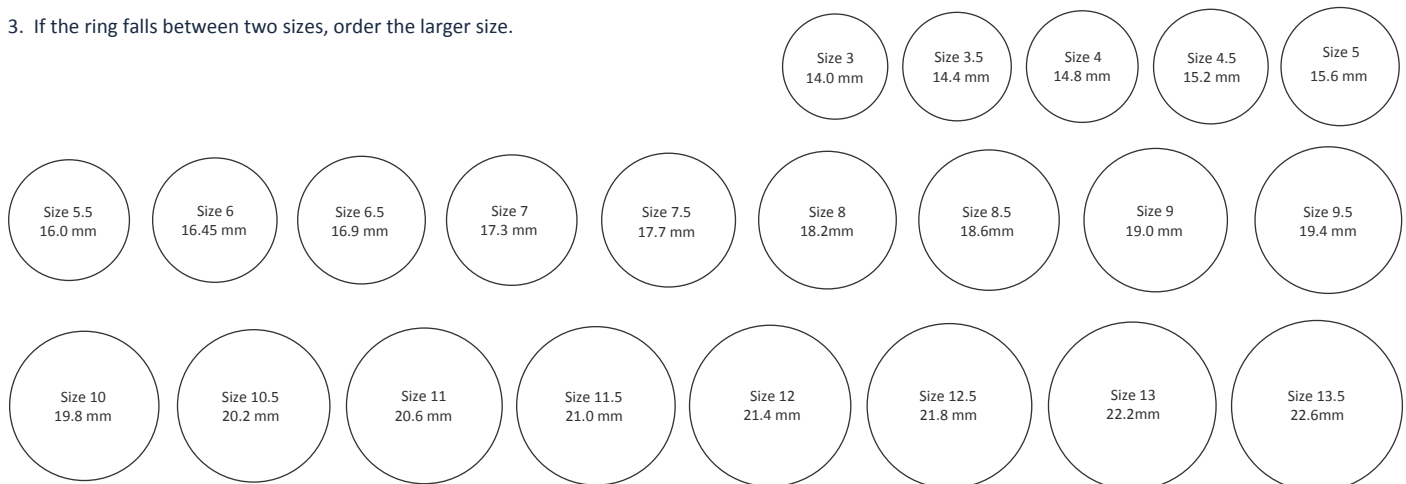 3. If the ring falls between two sizes, order the larger size.
Size 3
14.0 mm
Size 3.5
14.4 mm
Size 4
14.8 mm
Size 4.5
15.2 mm
Size 5
15.6 mm
Size 5.5
16.0 mm
Size 6
16.45 mm
Size 6.5
16.9 mm
Size 7
17.3 mm
Size 7.5
17.7 mm
Size 8
18.2mm
Size 8.5
18.6mm
Size 9
19.0 mm
Size 9.5
19.4 mm
Size 10
19.8 mm
Size 10.5
20.2 mm
Size 11
20.6 mm
Size 11.5
21.0 mm
Size 12
21.4 mm
Size 12.5
21.8 mm
Size 13
22.2mm
Size 13.5
22.6mm